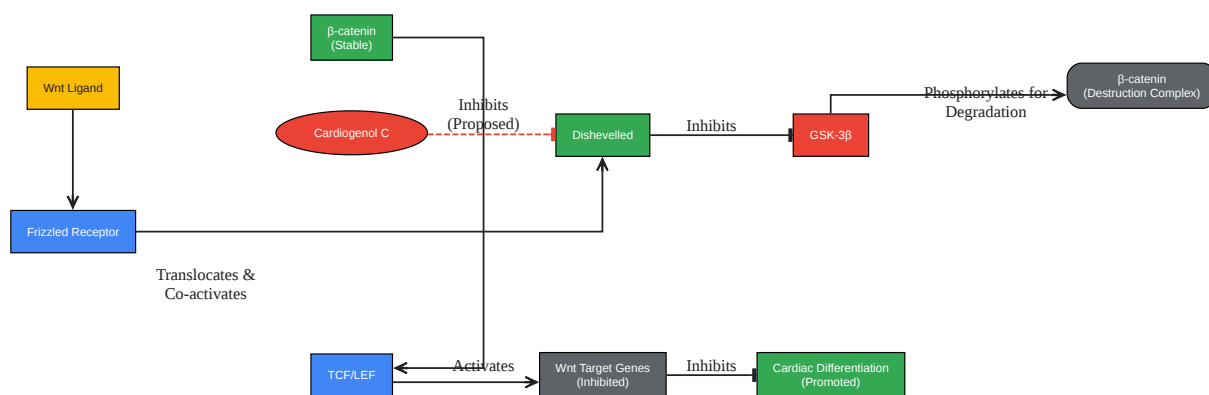 β-catenin
(Stable)
Wnt Ligand
β-catenin
(Destruction Complex)
Phosphorylates for
Degradation
Inhibits
(Proposed)
Cardiogenol C
Dishevelled
Inhibits
GSK-3β
Frizzled Receptor
Translocates &
Co-activates
TCF/LEF
Activates
Wnt Target Genes
(Inhibited)
Inhibits
Cardiac Differentiation
(Promoted)